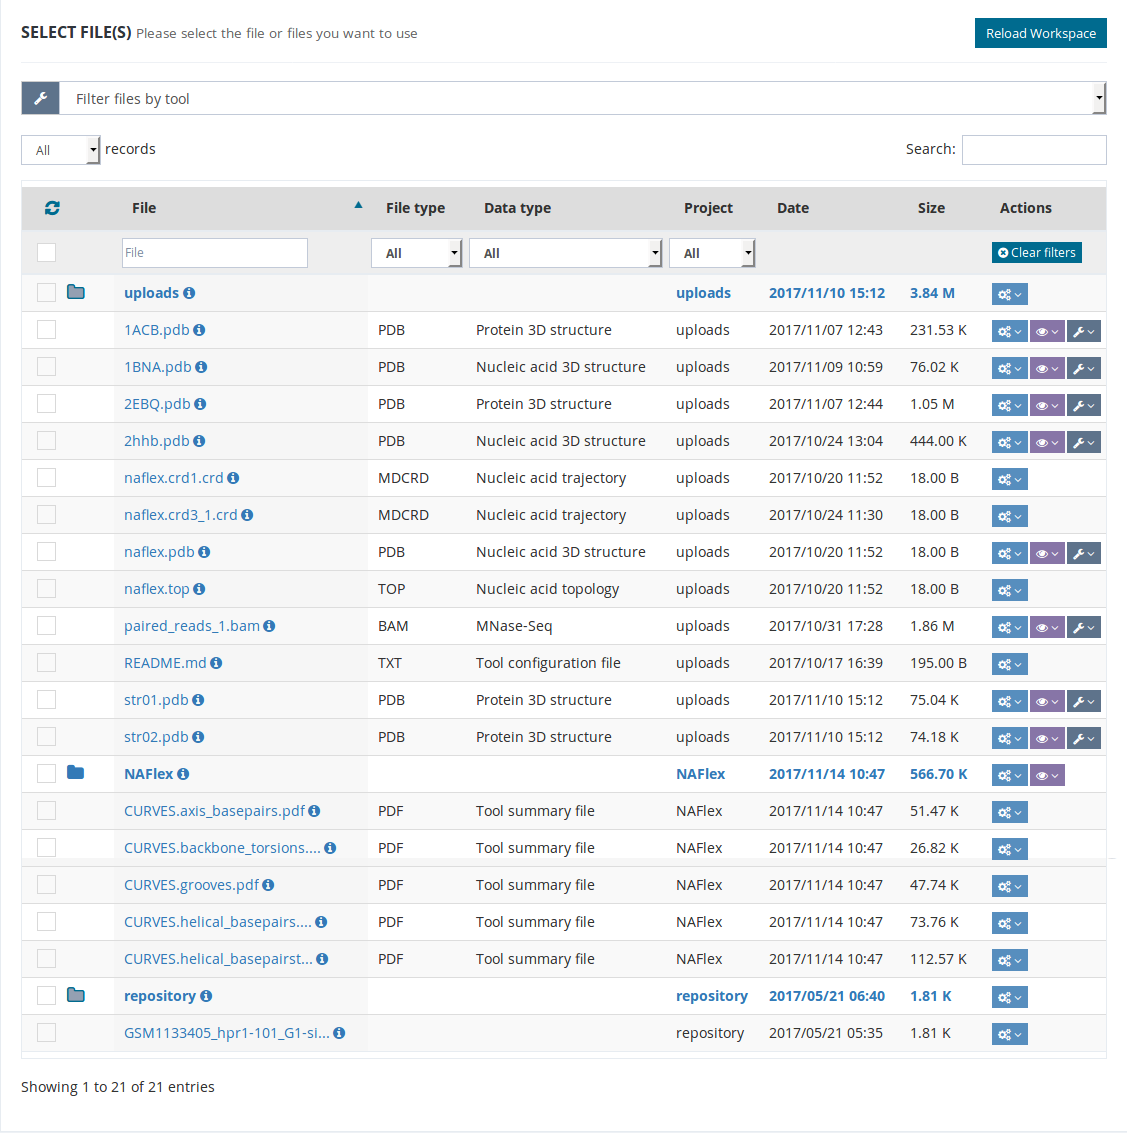 SELECT FILE(S) Please select the file or files you want to use
Reload Workspace
Filter files by tool
All records
Search:
File File type Data type Project Date Size Actions
File All All All Clear filters
uploads uploads 2017/11/10 15:12 3.84 M
1ACB.pdb PDB Protein 3D structure uploads 2017/11/07 12:43 231.53 K
1BNA.pdb PDB Nucleic acid 3D structure uploads 2017/11/09 10:59 76.02 K
2EBQ.pdb PDB Protein 3D structure uploads 2017/11/07 12:44 1.05 M
2hhb.pdb PDB Nucleic acid 3D structure uploads 2017/10/24 13:04 444.00 K
naflex.crd1.crd MDCRD Nucleic acid trajectory uploads 2017/10/20 11:52 18.00 B
naflex.crd3_1.crd MDCRD Nucleic acid trajectory uploads 2017/10/24 11:30 18.00 B
naflex.pdb PDB Nucleic acid 3D structure uploads 2017/10/20 11:52 18.00 B
naflex.top TOP Nucleic acid topology uploads 2017/10/20 11:52 18.00 B
paired_reads_1.bam BAM MNase-Seq uploads 2017/10/31 17:28 1.86 M
README.md TXT Tool configuration file uploads 2017/10/17 16:39 195.00 B
str01.pdb PDB Protein 3D structure uploads 2017/11/10 15:12 75.04 K
str02.pdb PDB Protein 3D structure uploads 2017/11/10 15:12 74.18 K
NAFlex NAFlex 2017/11/14 10:47 566.70 K
CURVES.axis_basepairs.pdf PDF Tool summary file NAFlex 2017/11/14 10:47 51.47 K
CURVES.backbone_torsions.... PDF Tool summary file NAFlex 2017/11/14 10:47 26.82 K
CURVES.grooves.pdf PDF Tool summary file NAFlex 2017/11/14 10:47 47.74 K
CURVES.helical_basepairs.... PDF Tool summary file NAFlex 2017/11/14 10:47 73.76 K
CURVES.helical_basepairst... PDF Tool summary file NAFlex 2017/11/14 10:47 112.57 K
repository repository 2017/05/21 06:40 1.81 K
GSM1133405_hpr1-101_G1-si... repository 2017/05/21 05:35 1.81 K
Showing 1 to 21 of 21 entries